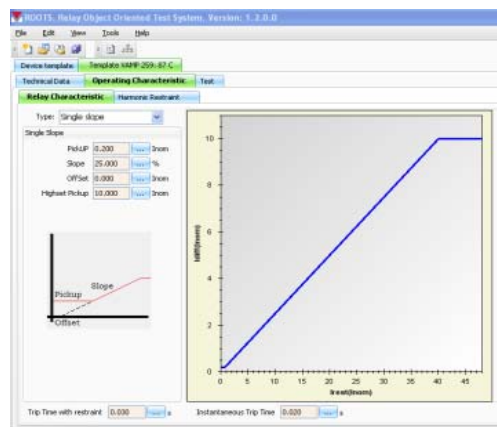 ROOTS: Relay Object Oriented Test System, Version: 1.2.0.0
File Edit View Tools Help
Device template Template VAMP 259:-87 C
Technical Data Operating Characteristic Test
Relay Characteristic Harmonic Restraint
Type: Single slope
Single Slope
PickUP 0.200 Inom
Slope 25.000 %
OffSet 0.000 Inom
Highset Pickup 10.000 Inom
Pickup
Slope
Offset
10
8
6
4
2
0
Idiff(Inom)
0 5 10 15 20 25 30 35 40 45
Irest(Inom)
Trip Time with restraint 0.030 s Instantaneous Trip Time 0.020 s